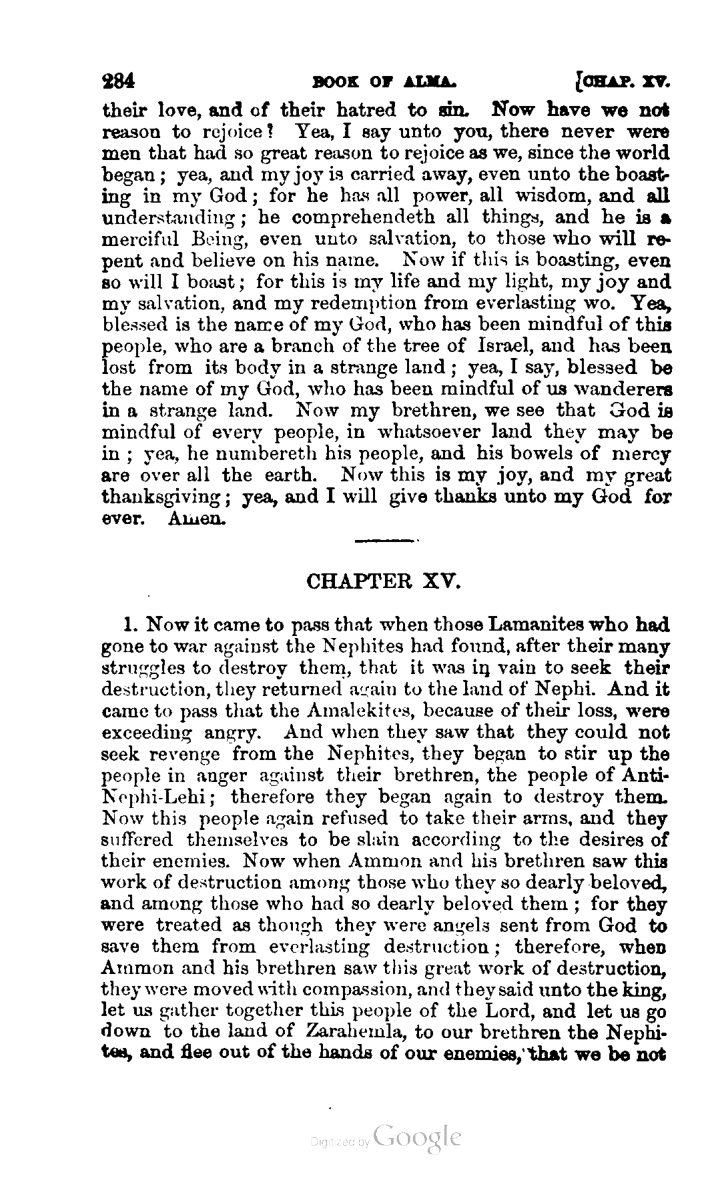 284 BOOK OF ALMA. [CHAP. XV.
their love, and of their hatred to sin. Now have we not
reason to rejoice? Yea, I say unto you, there never were
men that had so great reason to rejoice as we, since the world
began; yea, and my joy is carried away, even unto the boast-
ing in my God; for he has all power, all wisdom, and all
understanding; he comprehendeth all things, and he is a
merciful Being, even unto salvation, to those who will re-
pent and believe on his name. Now if this is boasting, even
so will I boast; for this is my life and my light, my joy and
my salvation, and my redemption from everlasting wo. Yea,
blessed is the name of my God, who has been mindful of this
people, who are a branch of the tree of Israel, and has been
lost from its body in a strange land; yea, I say, blessed be
the name of my God, who has been mindful of us wanderers
in a strange land. Now my brethren, we see that God is
mindful of every people, in whatsoever land they may be
in; yea, he numbereth his people, and his bowels of mercy
are over all the earth. Now this is my joy, and my great
thanksgiving; yea, and I will give thanks unto my God for
ever. Amen.
CHAPTER XV.
1. Now it came to pass that when those Lamanites who had
gone to war against the Nephites had found, after their many
struggles to destroy them, that it was in vain to seek their
destruction, they returned again to the land of Nephi. And it
came to pass that the Amalekites, because of their loss, were
exceeding angry. And when they saw that they could not
seek revenge from the Nephites, they began to stir up the
people in anger against their brethren, the people of Anti-
Nephi-Lehi; therefore they began again to destroy them.
Now this people again refused to take their arms, and they
suffered themselves to be slain according to the desires of
their enemies. Now when Ammon and his brethren saw this
work of destruction among those who they so dearly beloved,
and among those who had so dearly beloved them; for they
were treated as though they were angels sent from God to
save them from everlasting destruction; therefore, when
Ammon and his brethren saw this great work of destruction,
they were moved with compassion, and they said unto the king,
let us gather together this people of the Lord, and let us go
down to the land of Zarahemla, to our brethren the Nephi-
tes, and flee out of the hands of our enemies, that we be not
Digitized by Google